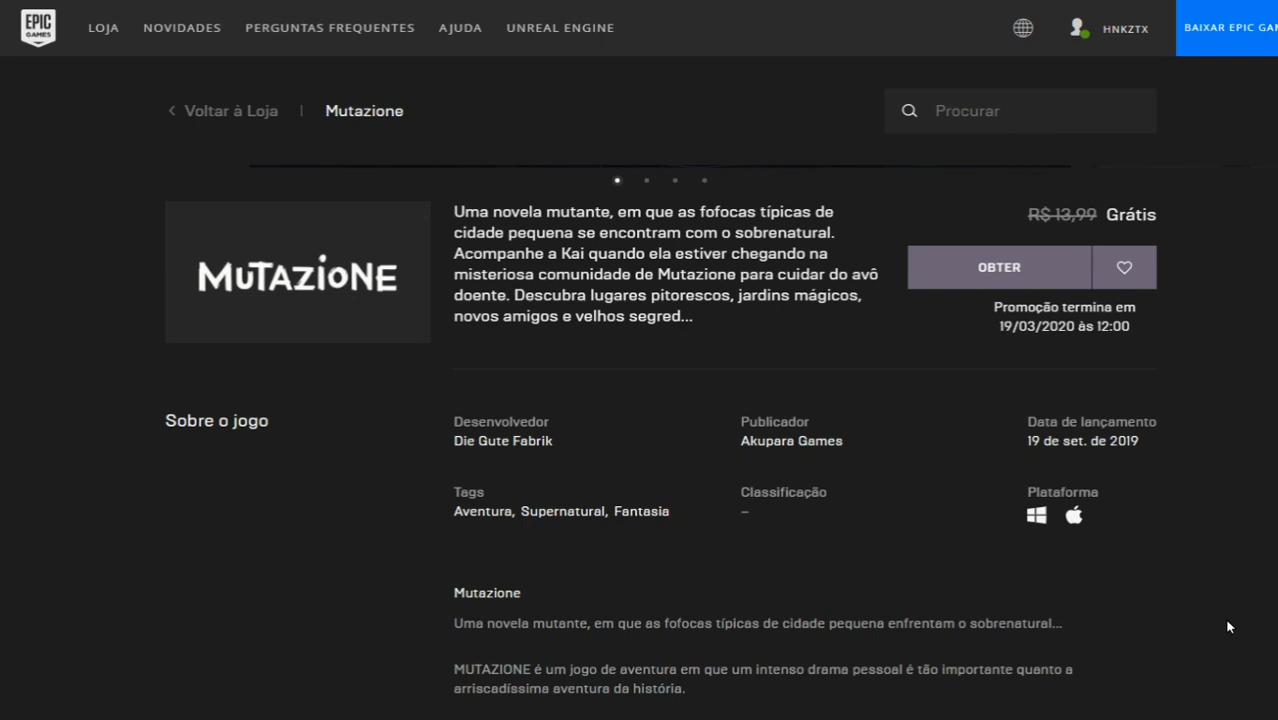 EPIC
GAMES
LOJA
NOVIDADES
PERGUNTAS FREQUENTES
AJUDA
UNREAL ENGINE
HNKZTX
BAIXAR EPIC GAM
Voltar à Loja
Mutazione
Procurar
MUTAZIONE
Uma novela mutante, em que as fofocas típicas de
cidade pequena se encontram com o sobrenatural.
Acompanhe a Kai quando ela estiver chegando na
misteriosa comunidade de Mutazione para cuidar do avô
doente. Descubra lugares pitorescos, jardins mágicos,
novos amigos e velhos segred...
R$ 13,99 Grátis
OBTER
Promoção termina em
19/03/2020 às 12:00
Sobre o jogo
Desenvolvedor
Die Gute Fabrik
Publicador
Akupara Games
Data de lançamento
19 de set. de 2019
Tags
Aventura, Supernatural, Fantasia
Classificação
–
Plataforma
Mutazione
Uma novela mutante, em que as fofocas típicas de cidade pequena enfrentam o sobrenatural...
MUTAZIONE é um jogo de aventura em que um intenso drama pessoal é tão importante quanto a
arriscadíssima aventura da história.